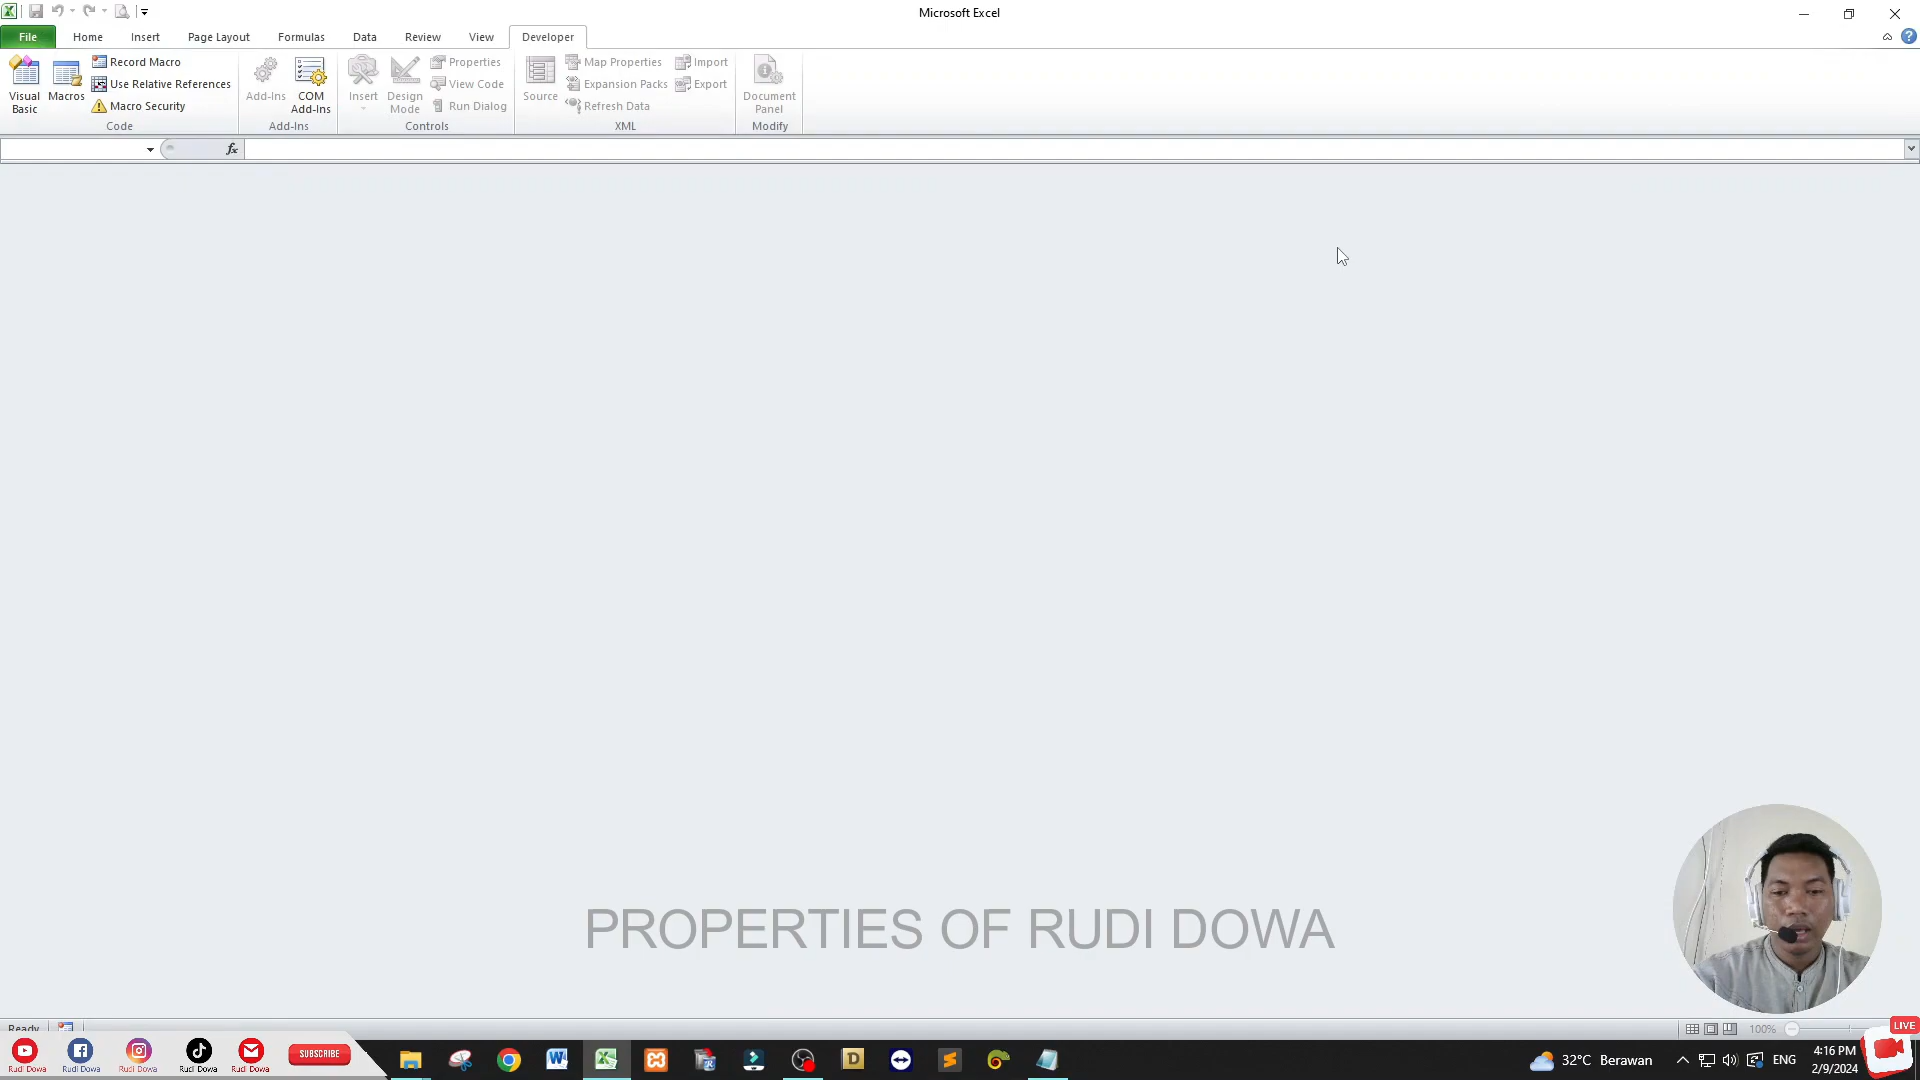 Microsoft Excel
File Home Insert Page Layout Formulas Data Review View Developer
Visual Basic
Macros
Record Macro
Use Relative References
Macro Security
Code
Add-Ins
COM Add-Ins
Add-Ins
Insert
Design Mode
Properties
View Code
Run Dialog
Controls
Source
Map Properties
Expansion Packs
Refresh Data
Import
Export
XML
Document Panel
Modify
fx
PROPERTIES OF RUDI DOWA
Ready
100%
LIVE
Rudi Dowa
Rudi Dowa
Rudi Dowa
Rudi Dowa
Rudi Dowa
SUBSCRIBE
32°C Berawan
ENG
4:16 PM
2/9/2024